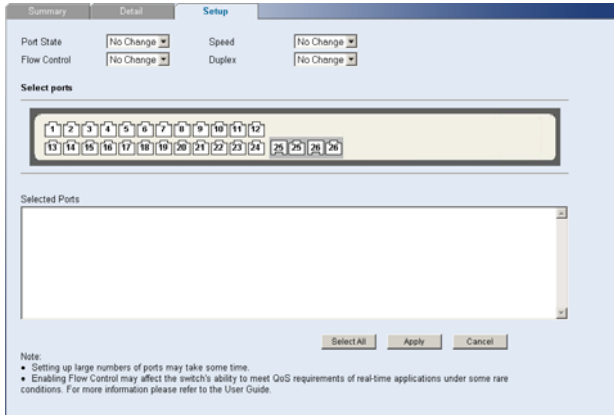 Summary Detail Setup
Port State No Change Speed No Change
Flow Control No Change Duplex No Change
Select ports
1 2 3 4 5 6 7 8 9 10 11 12
13 14 15 16 17 18 19 20 21 22 23 24 25 25 26 26
Selected Ports
Select All Apply Cancel
Note:
• Setting up large numbers of ports may take some time.
• Enabling Flow Control may affect the switch's ability to meet QoS requirements of real-time applications under some rare
conditions. For more information please refer to the User Guide.